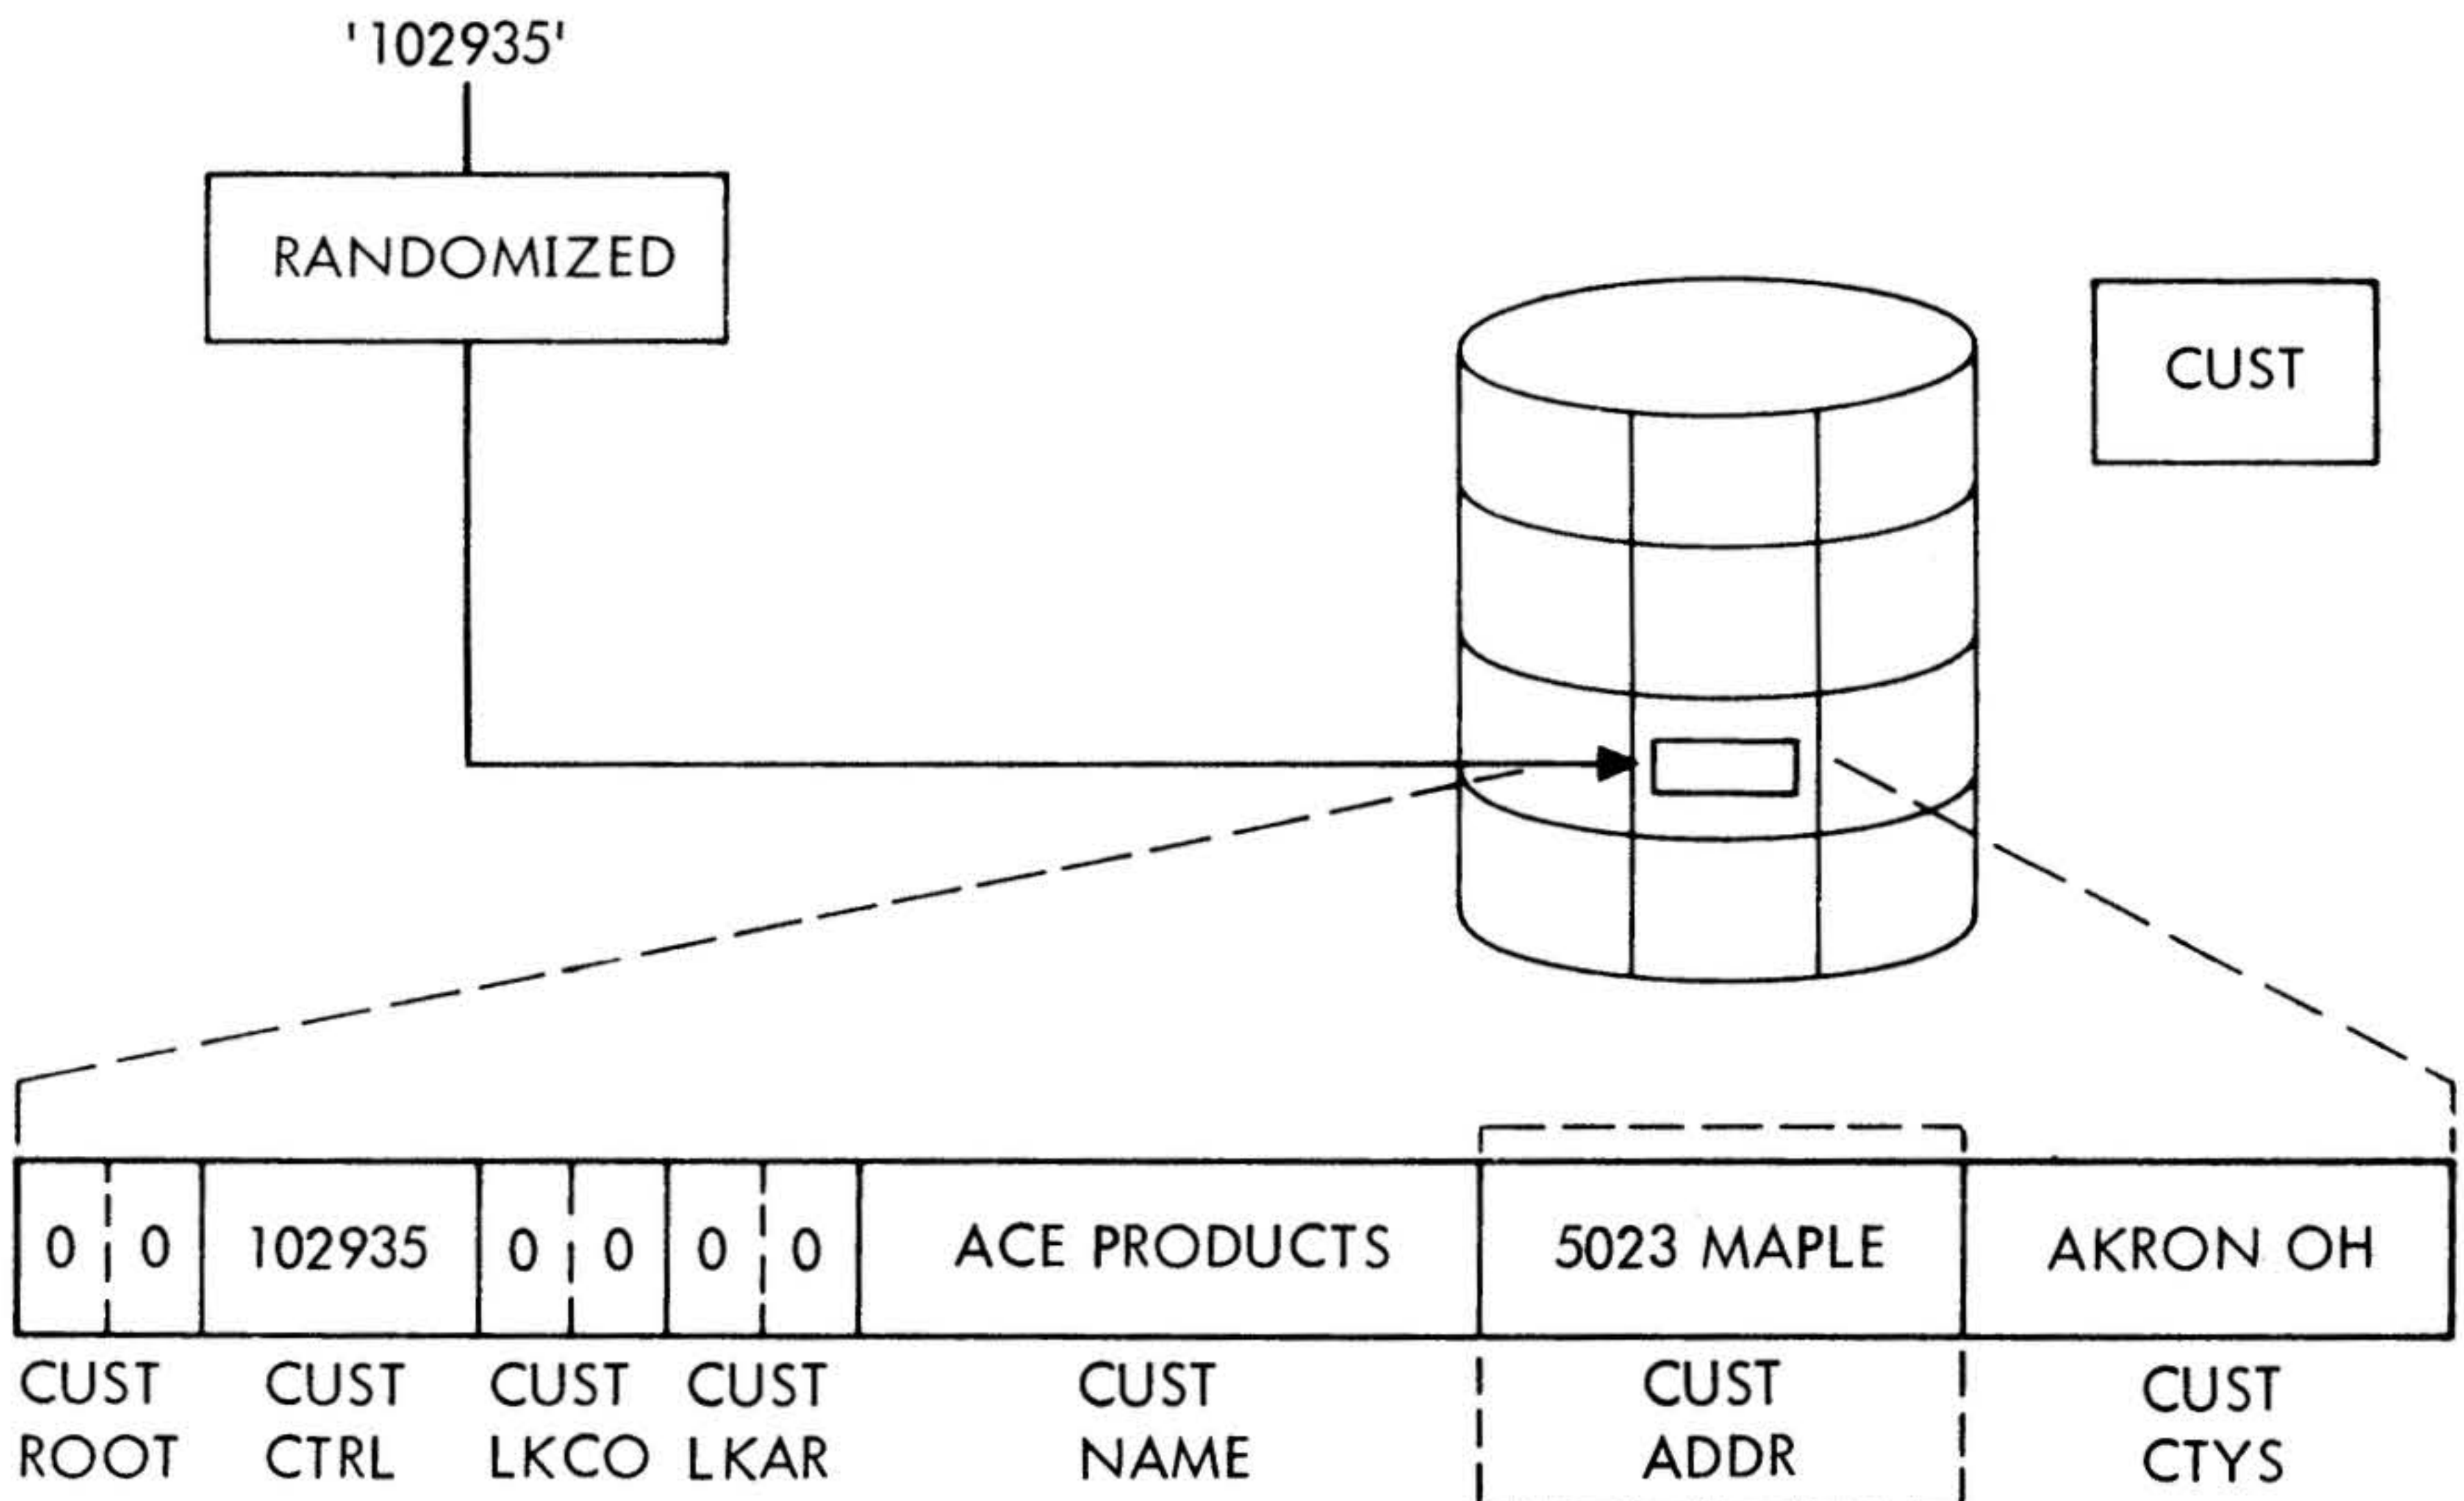 '102935'
RANDOMIZED
CUST
0 0 102935 0 0 0 0 ACE PRODUCTS 5023 MAPLE AKRON OH
CUST CUST CUST CUST CUST CUST CUST
ROOT CTRL LKCO LKAR NAME ADDR CTYS